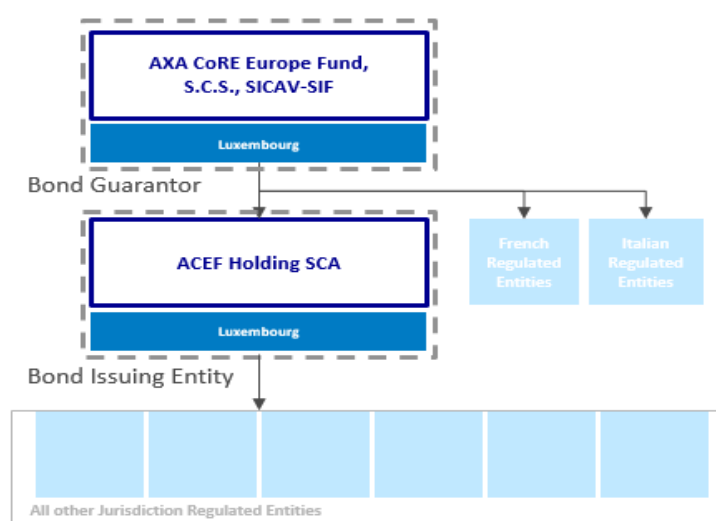 AXA CoRE Europe Fund,
S.C.S., SICAV-SIF
Luxembourg
Bond Guarantor
ACEF Holding SCA
Luxembourg
French
Regulated
Entities
Italian
Regulated
Entities
Bond Issuing Entity
All other Jurisdiction Regulated Entities